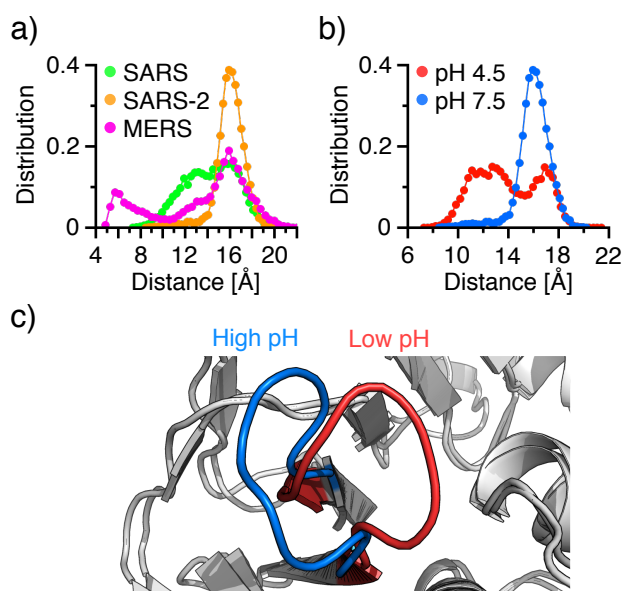 a)
Distribution
0.4
0.2
0
SARS
SARS-2
MERS
4 8 12 16 20
Distance [Å]
b)
Distribution
0.4
0.2
0
pH 4.5
pH 7.5
6 10 14 18 22
Distance [Å]
c)
High pH Low pH